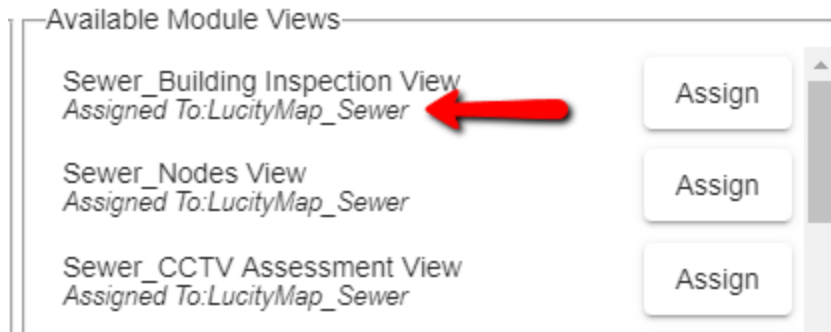 Available Module Views
Sewer_Building Inspection View
Assigned To:LucityMap_Sewer
Assign
Sewer_Nodes View
Assigned To:LucityMap_Sewer
Assign
Sewer_CCTV Assessment View
Assigned To:LucityMap_Sewer
Assign